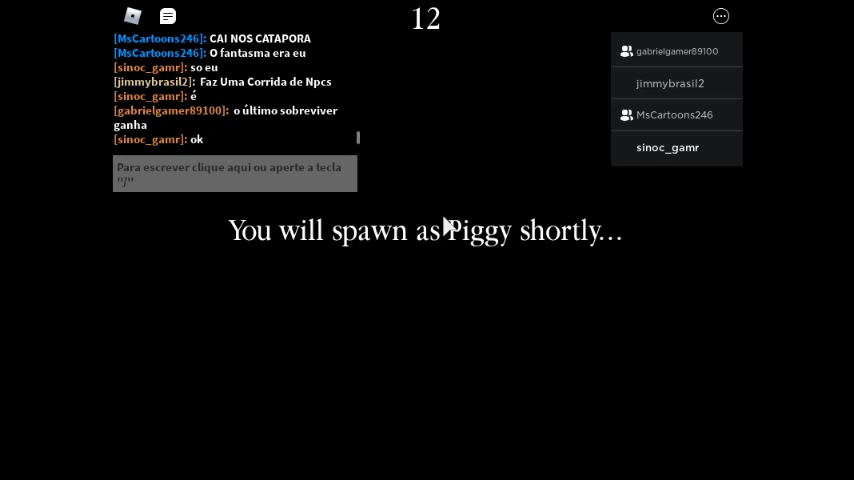 12
[MsCartoons246]: CAI NOS CATAPORA
[MsCartoons246]: O fantasma era eu
[sinoc_gamr]: so eu
[jimmybrasil2]: Faz Uma Corrida de Npcs
[sinoc_gamr]: é
[gabrielgamer89100]: o último sobreviver
ganha
[sinoc_gamr]: ok
Para escrever clique aqui ou aperte a tecla
"/"
gabrielgamer89100
jimmybrasil2
MsCartoons246
sinoc_gamr
You will spawn as Piggy shortly...